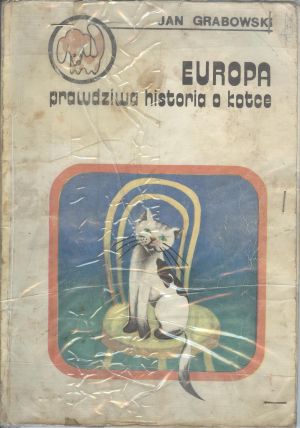 JAN GRABOWSKI
EUROPA
prawdziwa historia o kotce